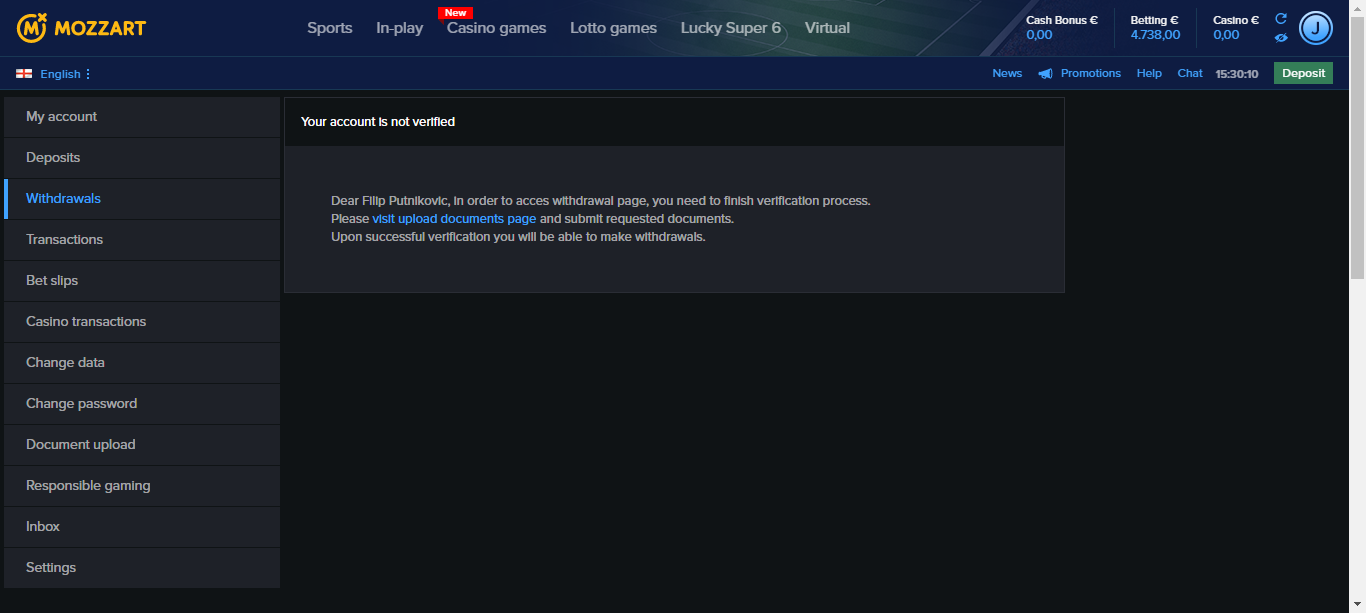 MOZZART
Sports
In-play
New
Casino games
Lotto games
Lucky Super 6
Virtual
Cash Bonus €
0,00
Betting €
4.738,00
Casino €
0,00
J
English
News
Promotions
Help
Chat
15:30:10
Deposit
My account
Deposits
Withdrawals
Transactions
Bet slips
Casino transactions
Change data
Change password
Document upload
Responsible gaming
Inbox
Settings
Your account is not verified
Dear Filip Putnikovic, in order to acces withdrawal page, you need to finish verification process.
Please visit upload documents page and submit requested documents.
Upon successful verification you will be able to make withdrawals.